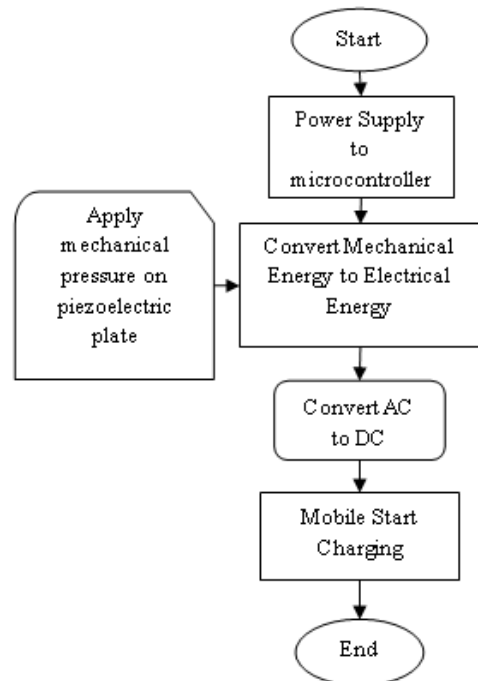 Start
Power Supply
to
microcontroller
Apply
mechanical
pressure on
piezoelectric
plate
Convert Mechanical
Energy to Electrical
Energy
Convert AC
to DC
Mobile Start
Charging
End